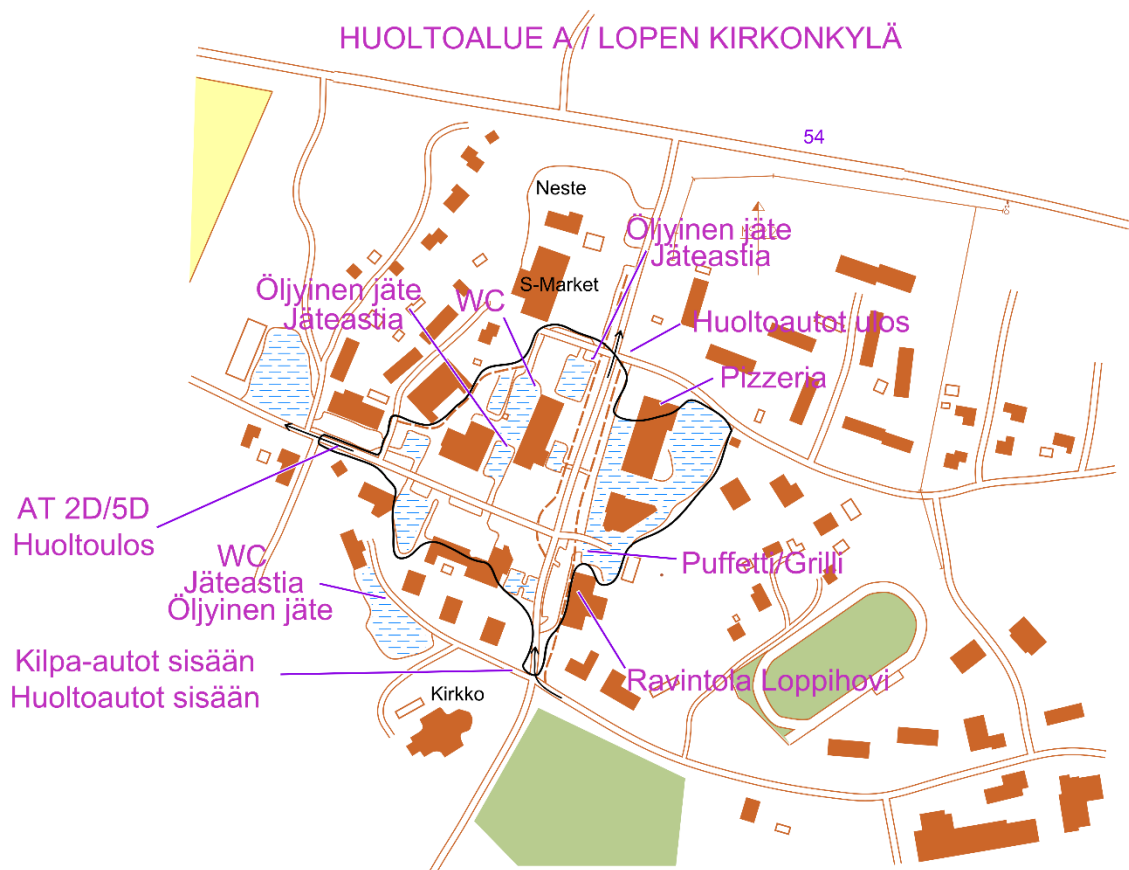 HUOLTOALUE A / LOPEN KIRKONKYLÄ
54
Neste
Öljyinen jäte
Jäteastia
S-Market
Öljyinen jäte
Jäteastia
WC
Huoltoautot ulos
Pizzeria
AT 2D/5D
Huoltoulos
WC
Jäteastia
Öljyinen jäte
Puffetti/Grilli
Kilpa-autot sisään
Huoltoautot sisään
Kirkko
Ravintola Loppihovi